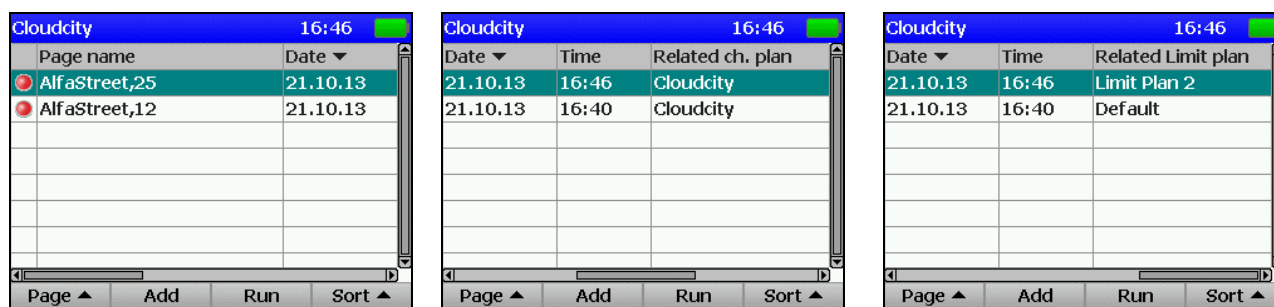 Cloudcity 16:46
Page name Date ▼
AlfaStreet,25 21.10.13
AlfaStreet,12 21.10.13
Page ▲ Add Run Sort ▲
Cloudcity 16:46
Date ▼ Time Related ch. plan
21.10.13 16:46 Cloudcity
21.10.13 16:40 Cloudcity
Page ▲ Add Run Sort ▲
Cloudcity 16:46
Date ▼ Time Related Limit plan
21.10.13 16:46 Limit Plan 2
21.10.13 16:40 Default
Page ▲ Add Run Sort ▲